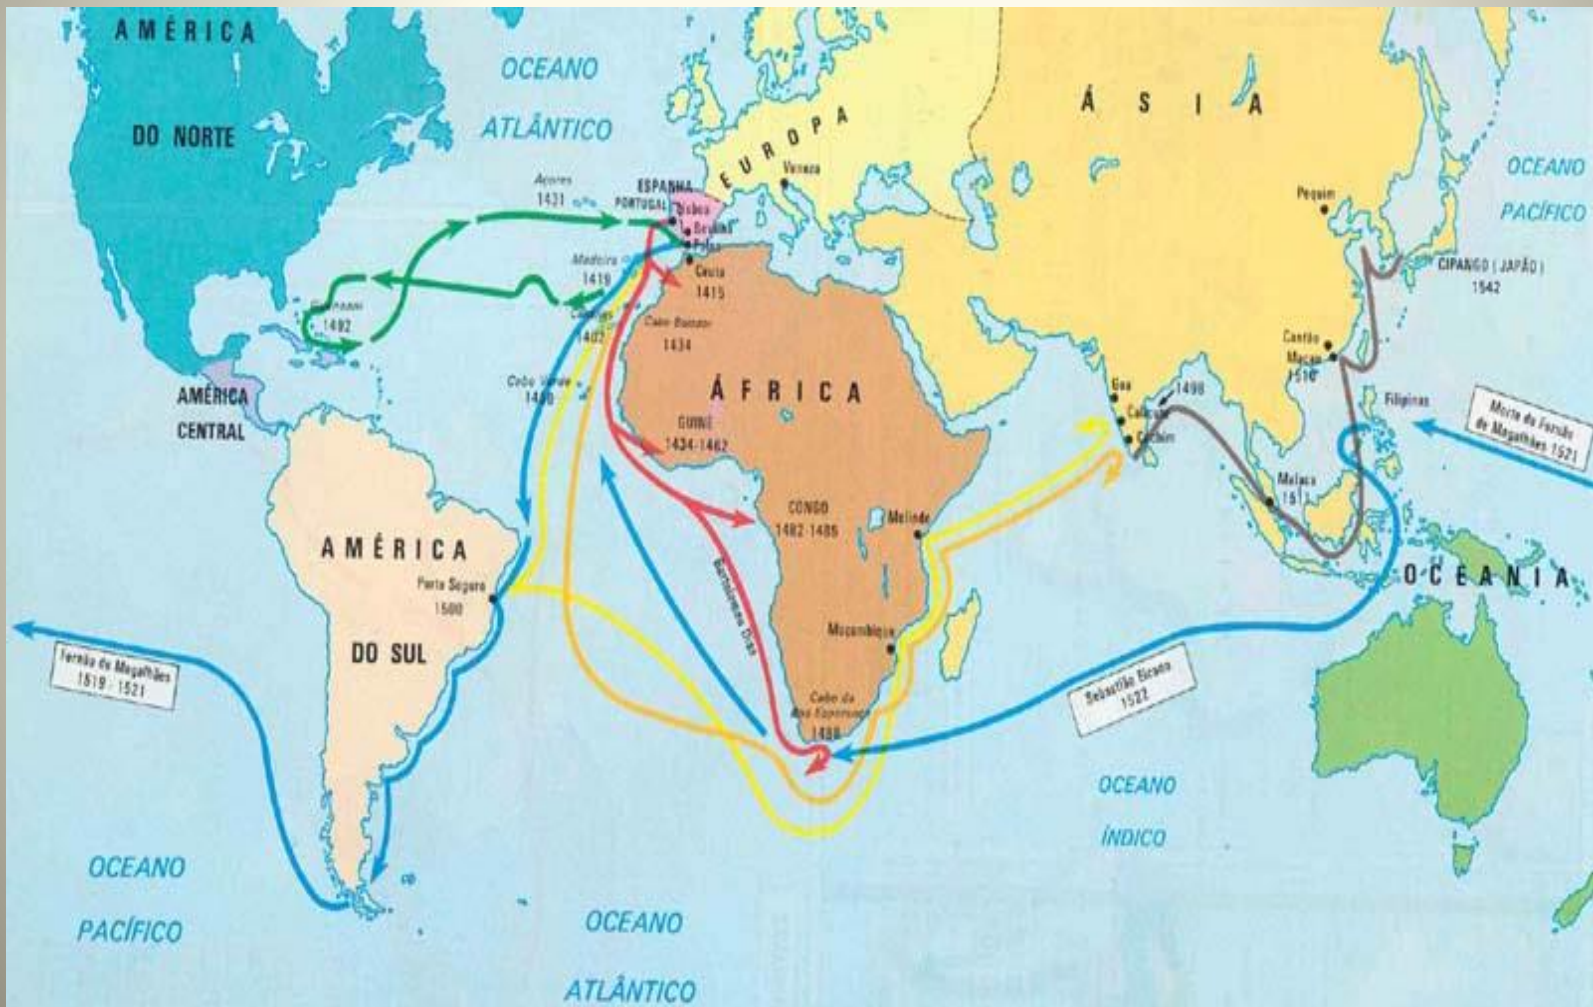 AMÉRICA
DO NORTE
OCEANO
ATLÂNTICO
EUROPA
ÁSIA
OCEANO
PACÍFICO
Açores
1431
ESPANHA
PORTUGAL
Lisboa
Veneza
Pequim
CIPANGO (JAPÃO)
1542
Madeira
1419
Ceuta
1415
1492
1402
Cabo Bojador
1434
Cabo Verde
AMÉRICA
CENTRAL
ÁFRICA
GUINÉ
1434-1462
Goa
1498
Calicute
Cochim
Cantão
Macau
Filipinas
Morte de Fernão
de Magalhães 1521
Malaca
1511
CONGO
1482-1485
Melinde
AMÉRICA
DO SUL
Porto Seguro
1500
Bartolomeu Dias
Moçambique
Cabo da
Boa Esperança
1488
OCEANIA
Fernão de Magalhães
1519-1521
Sebastião Elcano
1522
OCEANO
ÍNDICO
OCEANO
PACÍFICO
OCEANO
ATLÂNTICO